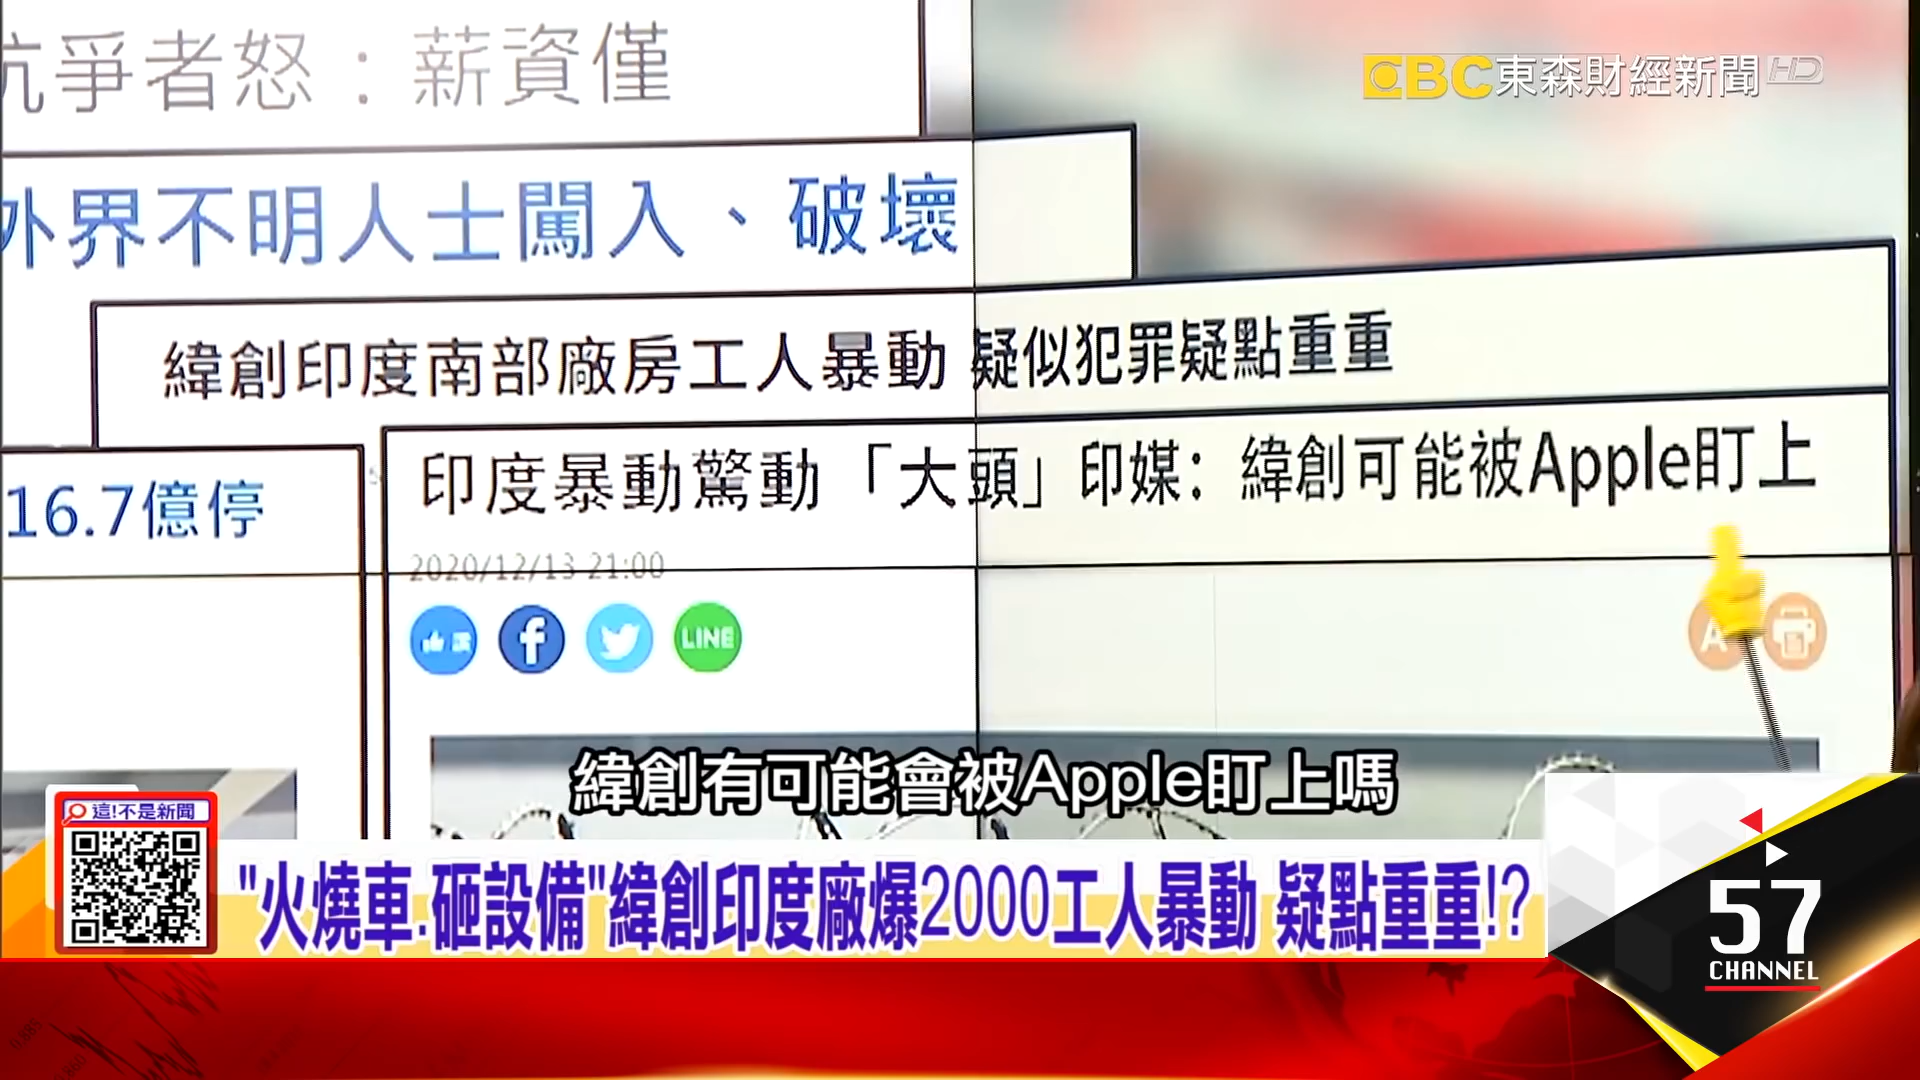 抗爭者怒：薪資僅
EBC東森財經新聞HD
外界不明人士闖入、破壞
緯創印度南部廠房工人暴動 疑似犯罪疑點重重
16.7億停
印度暴動驚動「大頭」印媒：緯創可能被Apple盯上
2020/12/13 21:00
f
LINE
A
緯創有可能會被Apple盯上嗎
這!不是新聞
"火燒車.砸設備"緯創印度廠爆2000工人暴動 疑點重重!?
57
CHANNEL